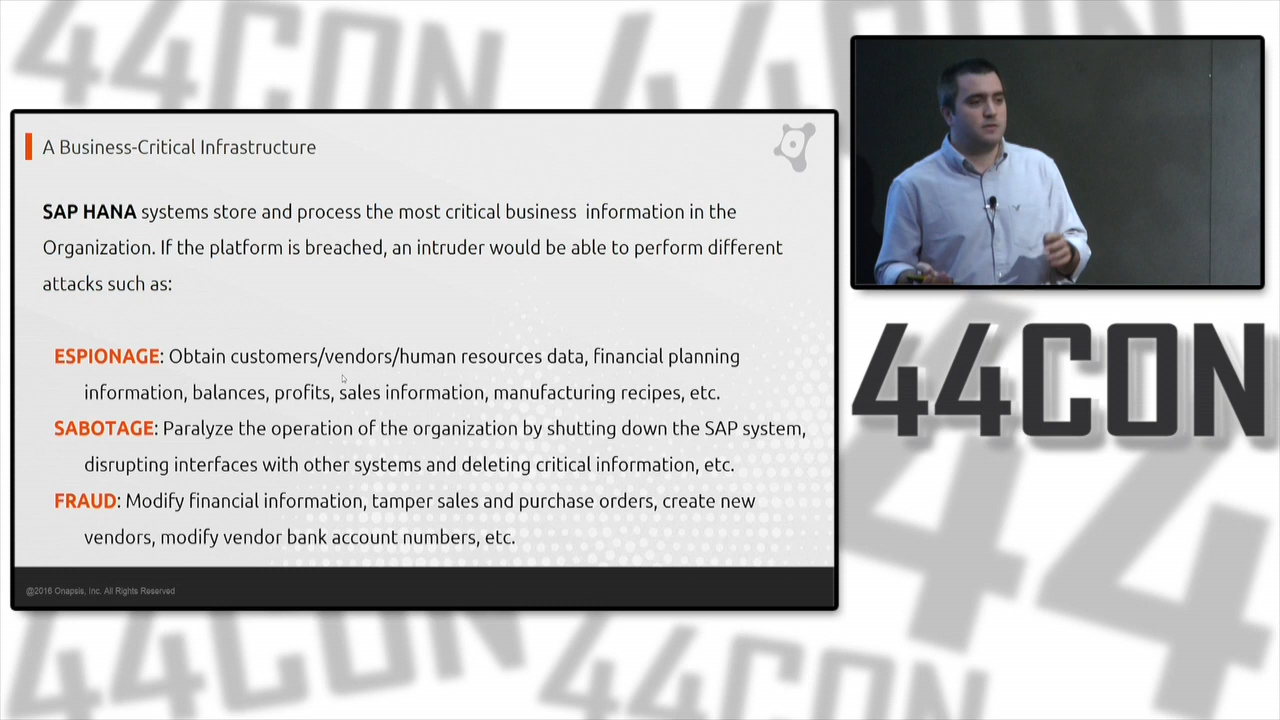 A Business-Critical Infrastructure
SAP HANA systems store and process the most critical business information in the
Organization. If the platform is breached, an intruder would be able to perform different
attacks such as:
ESPIONAGE: Obtain customers/vendors/human resources data, financial planning
information, balances, profits, sales information, manufacturing recipes, etc.
SABOTAGE: Paralyze the operation of the organization by shutting down the SAP system,
disrupting interfaces with other systems and deleting critical information, etc.
FRAUD: Modify financial information, tamper sales and purchase orders, create new
vendors, modify vendor bank account numbers, etc.
@2016 Onapsis, Inc. All Rights Reserved
44CON
44CON
44CON
44CON
44CON
44